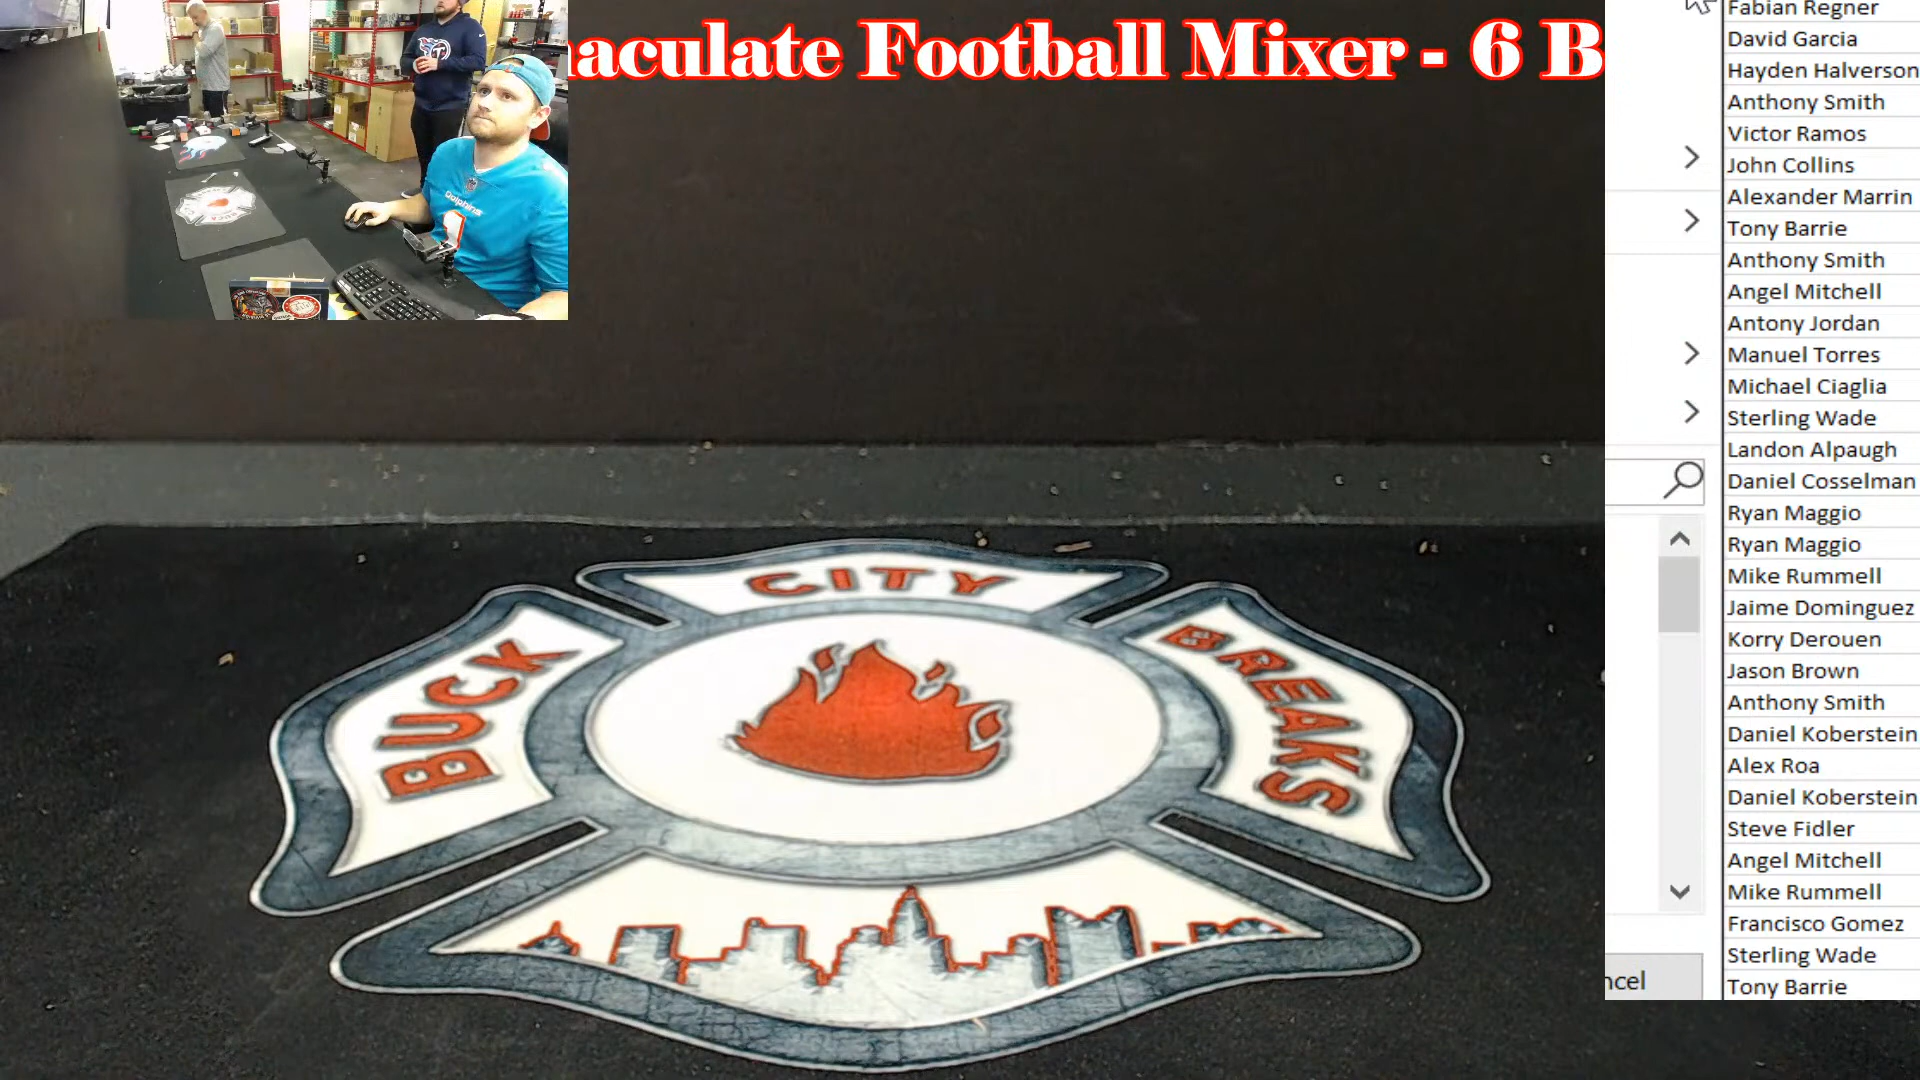 naculate Football Mixer - 6 B
Dolphins
CITY
BUCK
BREAKS
ncel
Fabian Regner
David Garcia
Hayden Halverson
Anthony Smith
Victor Ramos
John Collins
Alexander Marrin
Tony Barrie
Anthony Smith
Angel Mitchell
Antony Jordan
Manuel Torres
Michael Ciaglia
Sterling Wade
Landon Alpaugh
Daniel Cosselman
Ryan Maggio
Ryan Maggio
Mike Rummell
Jaime Dominguez
Korry Derouen
Jason Brown
Anthony Smith
Daniel Koberstein
Alex Roa
Daniel Koberstein
Steve Fidler
Angel Mitchell
Mike Rummell
Francisco Gomez
Sterling Wade
Tony Barrie